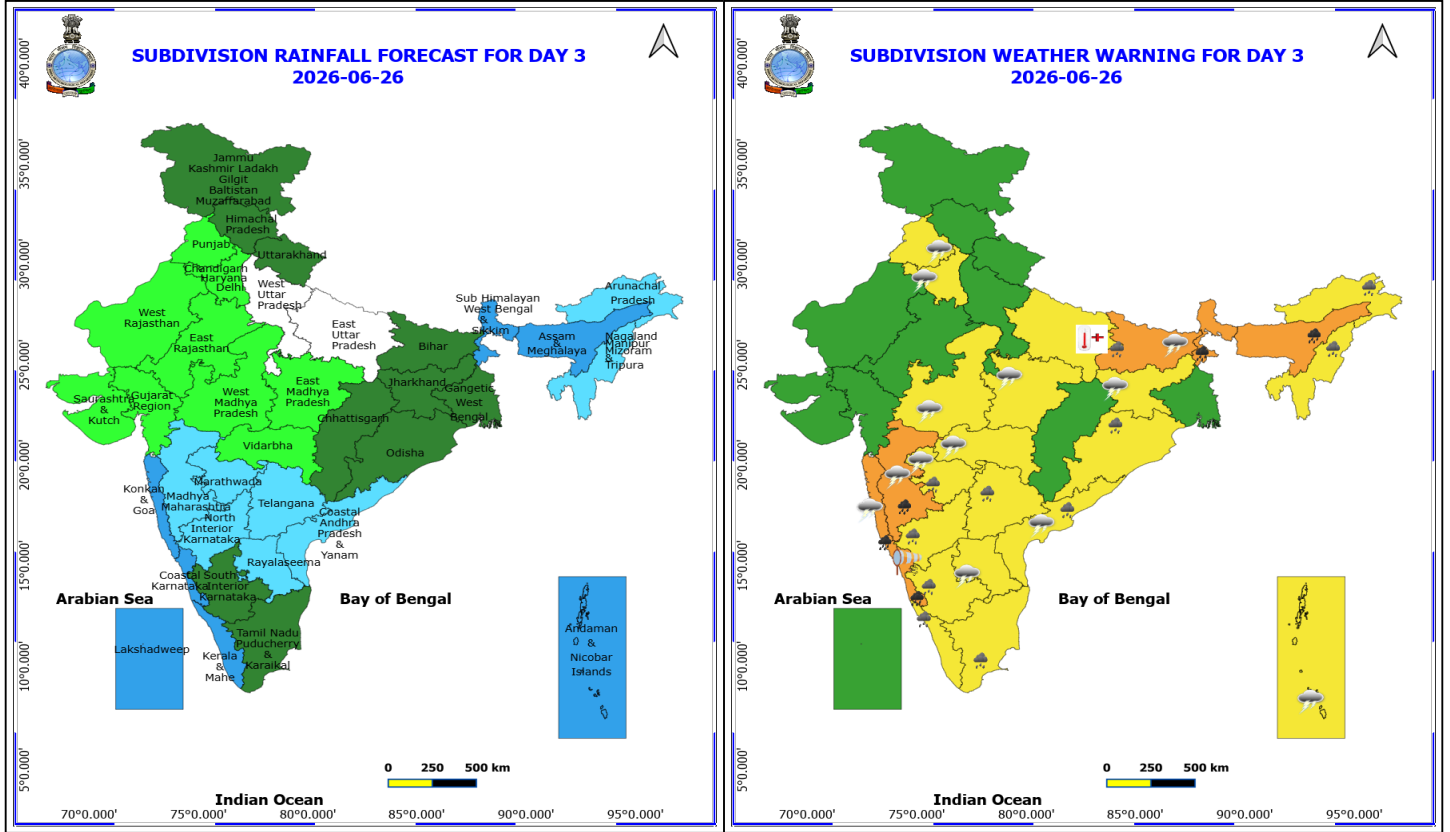 SUBDIVISION RAINFALL FORECAST FOR DAY 3
2026-06-26
40°0.000'
35°0.000'
30°0.000'
25°0.000'
20°0.000'
15°0.000'
10°0.000'
5°0.000'
Jammu
Kashmir Ladakh
Gilgit
Baltistan
Muzaffarabad
Himachal
Pradesh
Punjab
Uttarakhand
Chandigarh
Haryana
Delhi
West
Uttar
Pradesh
West
Rajasthan
East
Rajasthan
East
Uttar
Pradesh
Sub Himalayan
West Bengal
&
Sikkim
Arunachal
Pradesh
Assam
&
Meghalaya
Nagaland
Manipur
Mizoram
&
Tripura
Bihar
Jharkhand
Gangetic
West
Bengal
Saurashtra
&
Kutch
Gujarat
Region
West
Madhya
Pradesh
East
Madhya
Pradesh
Chhattisgarh
Vidarbha
Odisha
Konkan
&
Goa
Madhya
Maharashtra
Marathwada
Telangana
North
Interior
Karnataka
Coastal
Andhra
Pradesh
&
Yanam
Rayalaseema
Coastal
Karnataka
South
Interior
Karnataka
Arabian Sea
Bay of Bengal
Lakshadweep
Kerala
&
Mahe
Tamil Nadu
Puducherry
&
Karaikal
Andaman
&
Nicobar
Islands
0 250 500 km
Indian Ocean
70°0.000' 75°0.000' 80°0.000' 85°0.000' 90°0.000' 95°0.000'
SUBDIVISION WEATHER WARNING FOR DAY 3
2026-06-26
40°0.000'
35°0.000'
30°0.000'
25°0.000'
20°0.000'
15°0.000'
10°0.000'
5°0.000'
Arabian Sea
Bay of Bengal
0 250 500 km
Indian Ocean
70°0.000' 75°0.000' 80°0.000' 85°0.000' 90°0.000' 95°0.000'